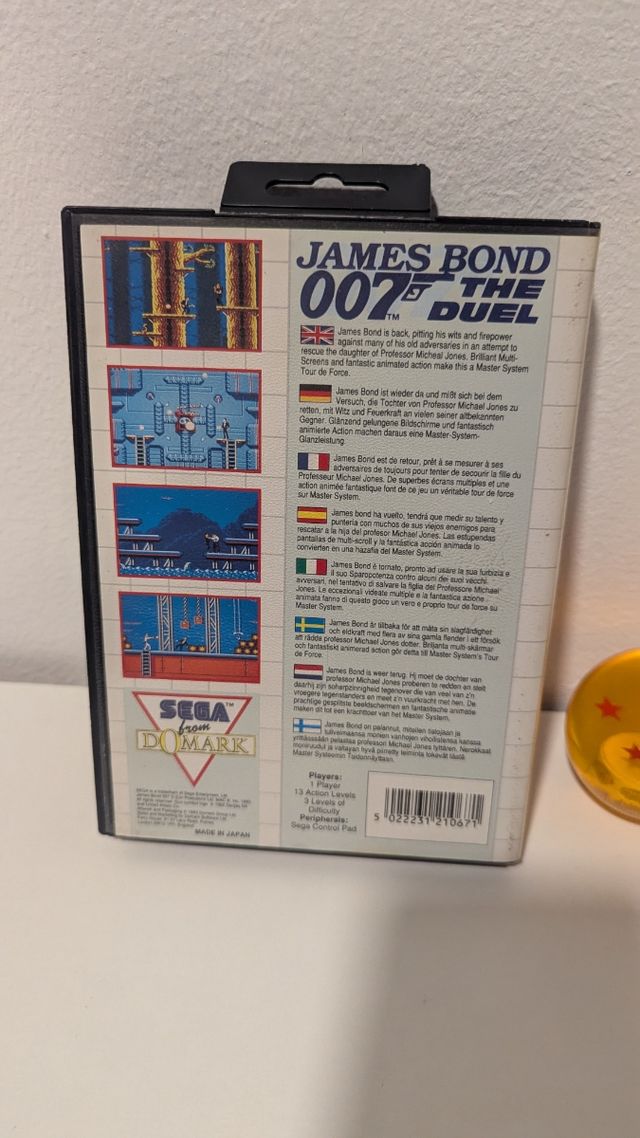 JAMES BOND
007™ THE
DUEL
James Bond is back, pitting his wits and firepower
against many of his old adversaries in an attempt to
rescue the daughter of Professor Micheal Jones. Brilliant Multi-
Screens and fantastic animated action make this a Master System
Tour de Force.
James Bond ist wieder da und mißt sich bei dem
Versuch, die Tochter von Professor Michael Jones zu
retten, mit Witz und Feuerkraft an vielen seiner altbekannten
Gegner. Glänzend gelungene Bildschirme und fantastisch
animierte Action machen daraus eine Master-System-
Glanzleistung.
James Bond est de retour, prêt à se mesurer à ses
adversaires de toujours pour tenter de secourir la fille du
Professeur Michael Jones. De superbes écrans multiples et une
action animée fantastique font de ce jeu un véritable tour de force
sur Master System.
James bond ha vuelto, tendrá que medir su talento y
puntería con muchos de sus viejos enemigos para
rescatar a la hija del profesor Michael Jones. Las estupendas
pantallas de multi-scroll y la fantástica acción animada lo
convierten en una hazaña del Master System.
James Bond è tornato, pronto ad usare la sua furbizia e
il suo Sparopotenza contro alcuni dei suoi vecchi
avversari, nel tentativo di salvare la figlia del Professore Michael
Jones. Le eccezionali videate multiple e la fantastica azione
animata fanno di questo gioco un vero e proprio tour de force su
Master System.
James Bond är tillbaka för att mäta sin slagfärdighet
och eldkraft med flera av sina gamla fiender i ett försök
att rädda professor Michael Jones dotter. Briljanta multi-skärmar
och fantastiskt animerad action gör detta till Master System's Tour
de Force.
James Bond is weer terug. Hij moet de dochter van
professor Michael Jones proberen te redden en stelt
daarbij zijn scherpzinnigheid tegenover die van veel van z'n
vroegere tegenstanders en meet z'n vuurkracht met hen. De
prachtige gesplitste beeldschermen en fantastische animatie
maken dit tot een krachttoer van het Master System.
James Bond on palannut, mitellen taitojaan ja
tulivoimaansa monien vanhojen vihollistensa kanssa
yrittäessään pelastaa professori Michael Jones tyttären. Nerokkaat
moniruudut ja
Master Systeemin Taidonnäytteen.
SEGA™
from
DOMARK
MADE IN JAPAN
Players:
1 Player
13 Action Levels
3 Levels of
Difficulty
Peripherals:
Sega Control Pad
5 022231 210671